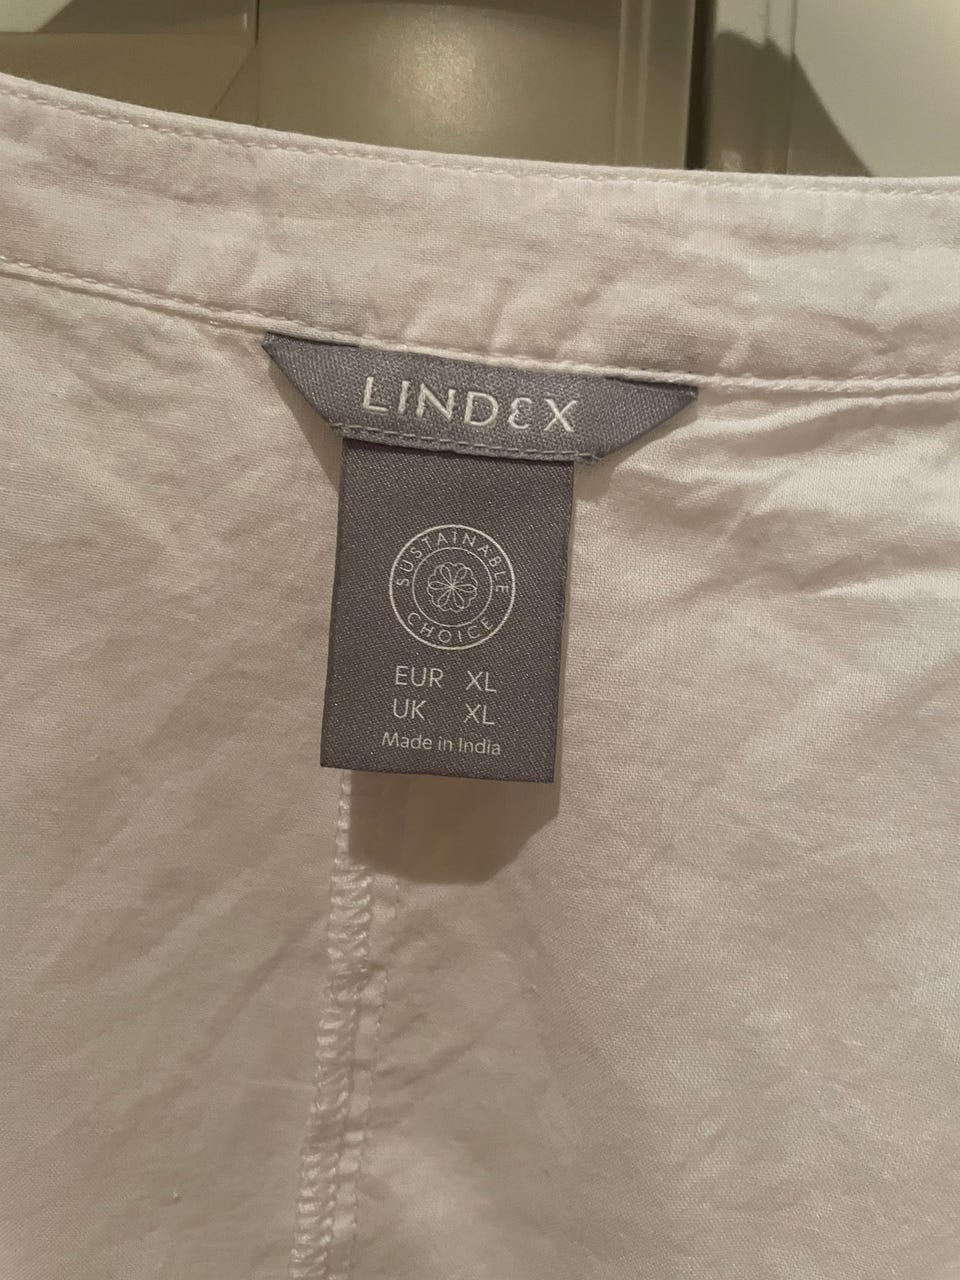 LINDEX
SUSTAINABLE
CHOICE
EUR XL
UK XL
Made in India